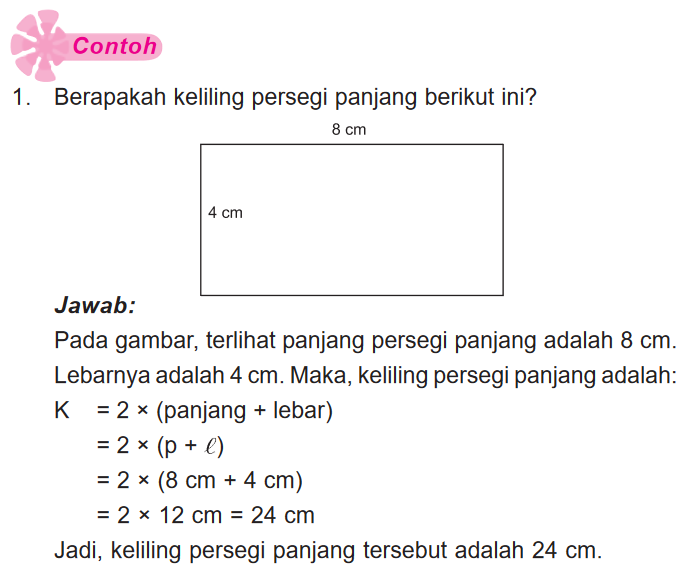 Contoh
1. Berapakah keliling persegi panjang berikut ini?
8 cm
4 cm
Jawab:
Pada gambar, terlihat panjang persegi panjang adalah 8 cm.
Lebarnya adalah 4 cm. Maka, keliling persegi panjang adalah:
K = 2 × (panjang + lebar)
= 2 × (p + ℓ)
= 2 × (8 cm + 4 cm)
= 2 × 12 cm = 24 cm
Jadi, keliling persegi panjang tersebut adalah 24 cm.